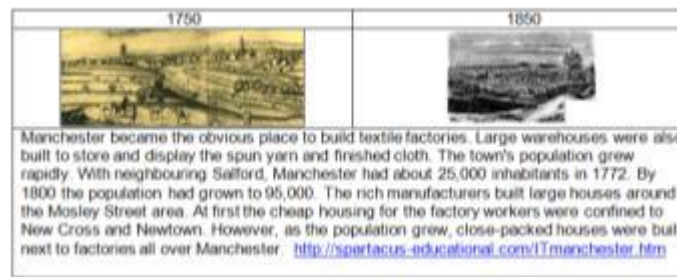 1750
1850
Manchester became the obvious place to build textile factories. Large warehouses were also
built to store and display the spun yarn and finished cloth. The town's population grew
rapidly. With neighbouring Salford, Manchester had about 25,000 inhabitants in 1772. By
1800 the population had grown to 95,000. The rich manufacturers built large houses around
the Mosley Street area. At first the cheap housing for the factory workers were confined to
New Cross and Newtown. However, as the population grew, close-packed houses were built
next to factories all over Manchester. http://spartacus-educational.com/ITmanchester.htm